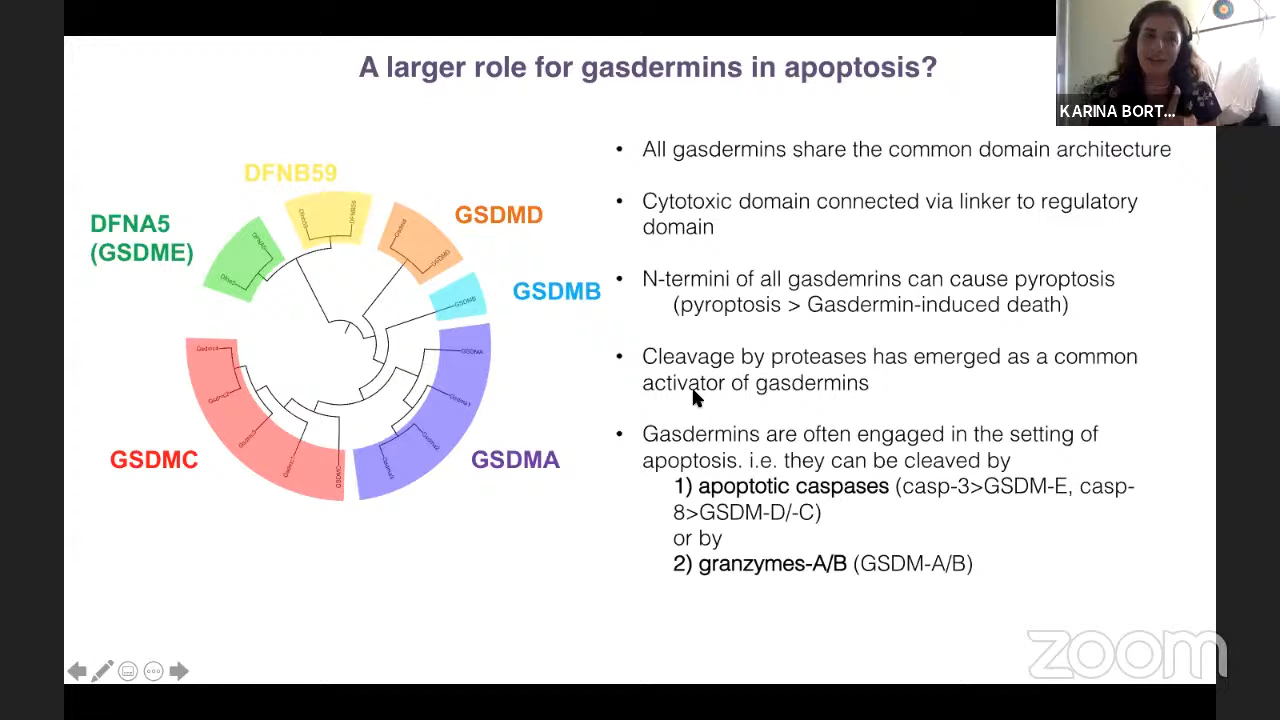 A larger role for gasdermins in apoptosis?
KARINA BORT...
DFNB59
DFNA5
(GSDME)
GSDMD
GSDMB
GSDMC
GSDMA
GSDMB
GSDMA
GSDMC
• All gasdermins share the common domain architecture
• Cytotoxic domain connected via linker to regulatory
domain
• N-termini of all gasdemrins can cause pyroptosis
(pyroptosis > Gasdermin-induced death)
• Cleavage by proteases has emerged as a common
activator of gasdermins
• Gasdermins are often engaged in the setting of
apoptosis. i.e. they can be cleaved by
1) apoptotic caspases (casp-3>GSDM-E, casp-
8>GSDM-D/-C)
or by
2) granzymes-A/B (GSDM-A/B)
zoom